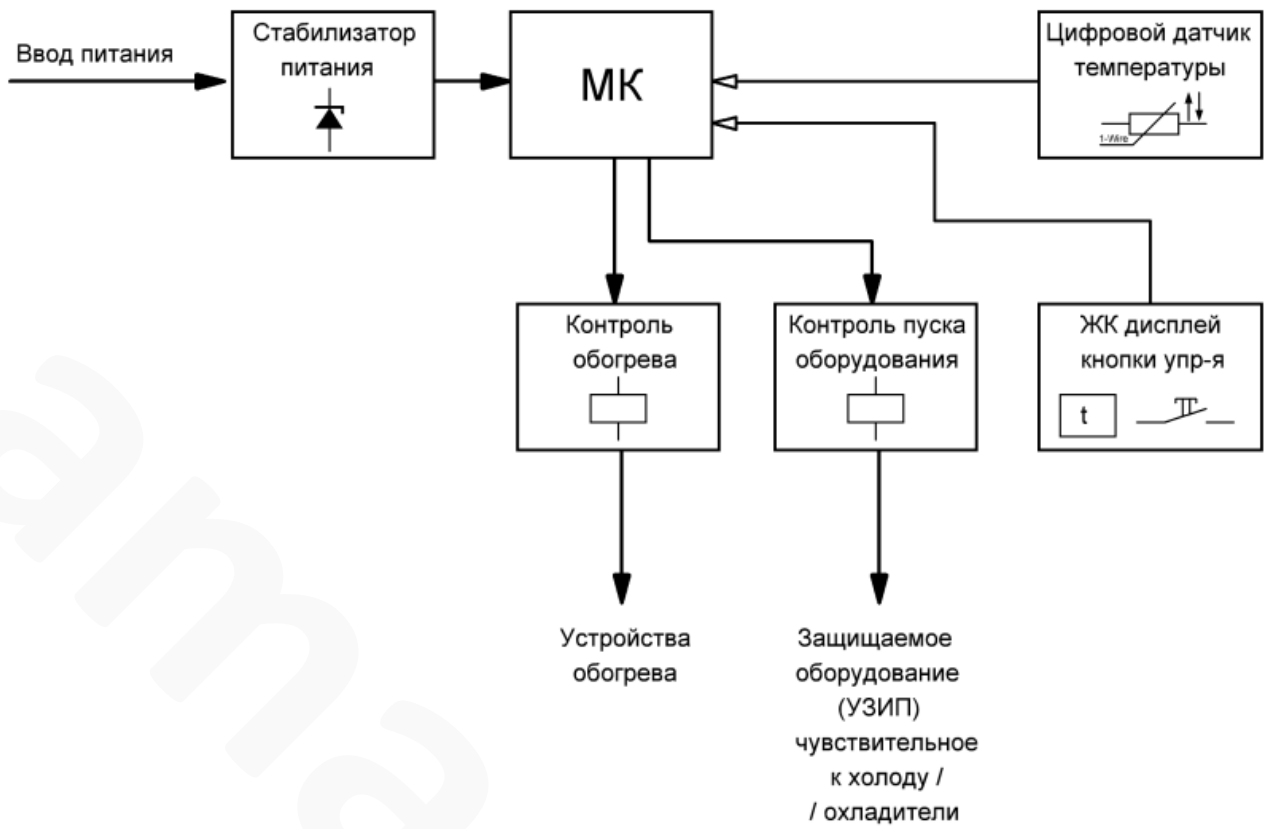 Ввод питания
Стабилизатор
питания
МК
Цифровой датчик
температуры
1-Wire
Контроль
обогрева
Контроль пуска
оборудования
ЖК дисплей
кнопки упр-я
t
Устройства
обогрева
Защищаемое
оборудование
(УЗИП)
чувствительное
к холоду /
/ охладители